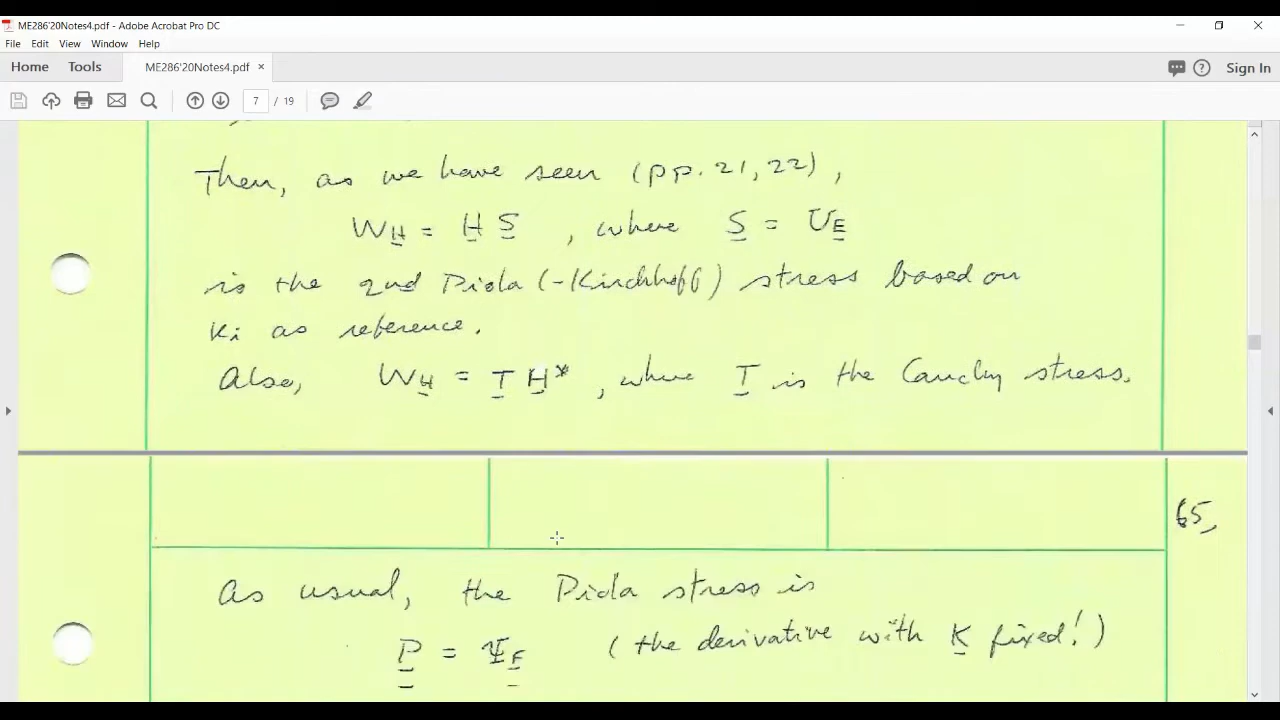 ME286'20Notes4.pdf - Adobe Acrobat Pro DC
File Edit View Window Help
Home Tools ME286'20Notes4.pdf × Sign In
7 / 19
Then, as we have seen (pp. 21, 22),
W_H = H S , where S = U_E
is the 2nd Piola (-Kirchhoff) stress based on
κi as reference.
Also, W_H = T H* , where T is the Cauchy stress.
65,
As usual, the Piola stress is
P = Ψ_F (the derivative with K fixed!)